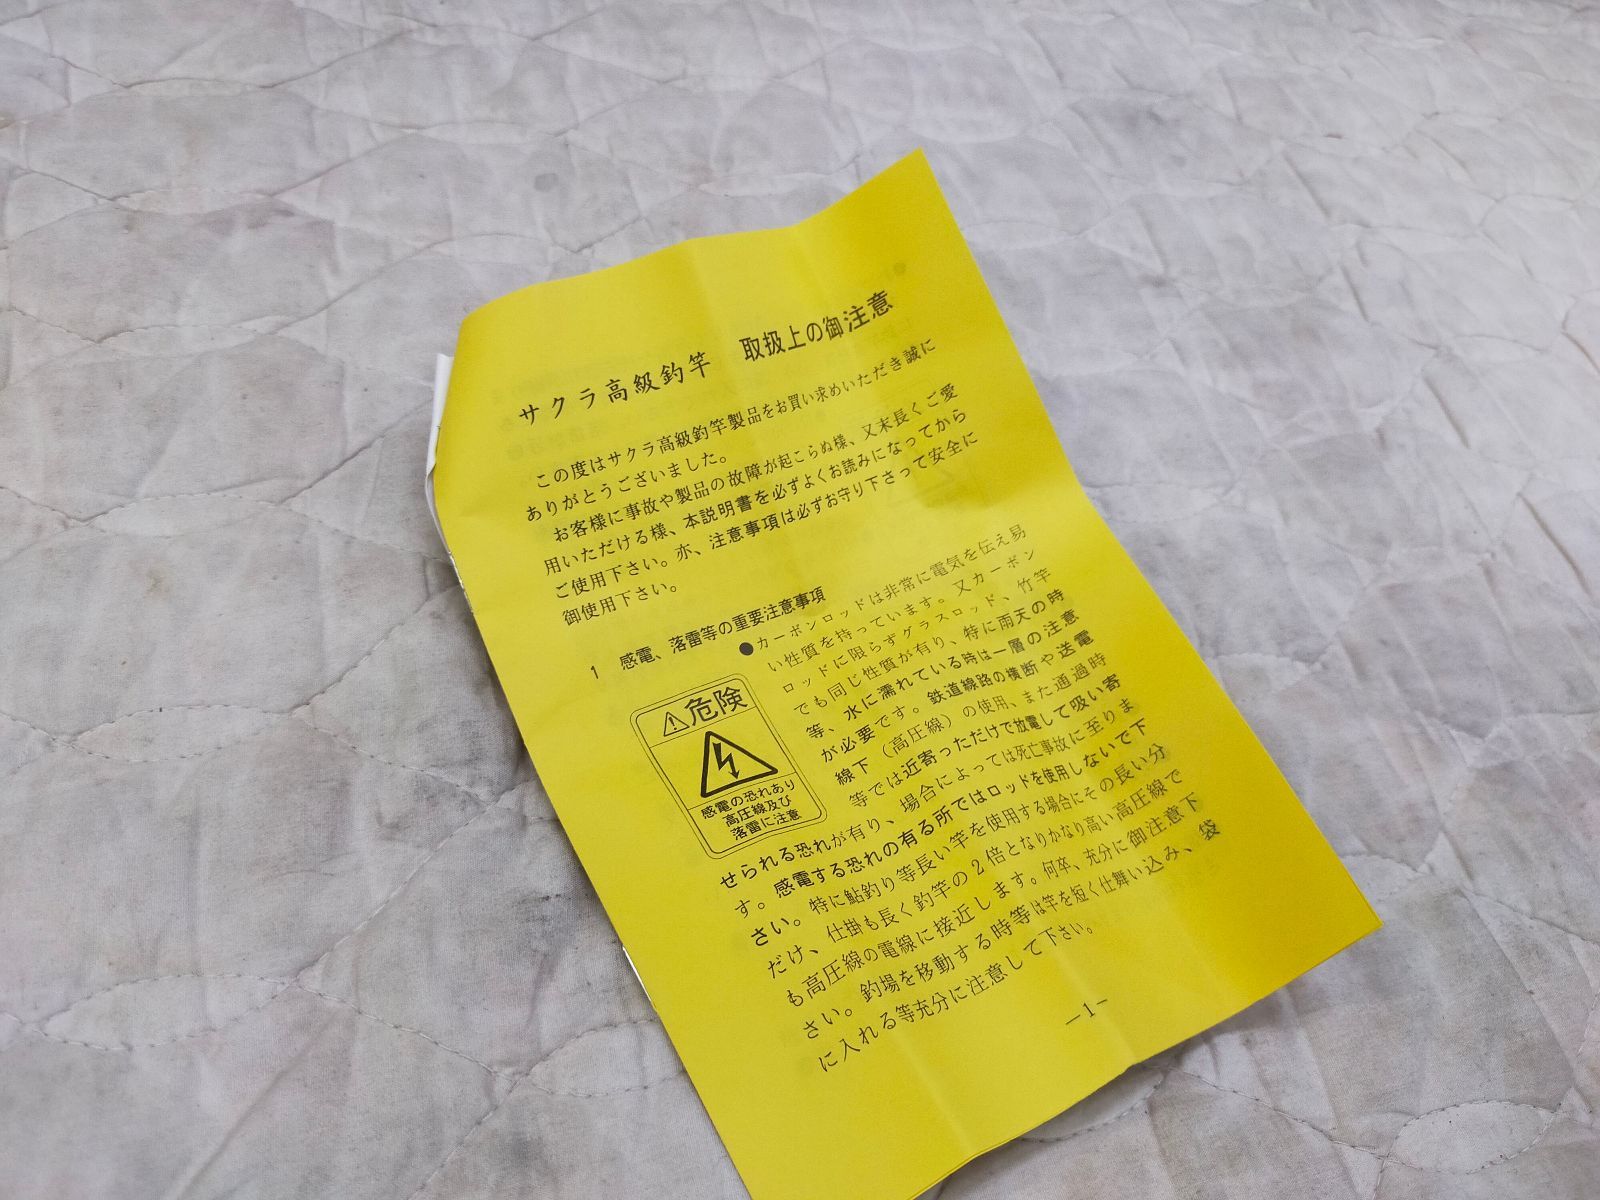 サクラ高級釣竿　取扱上の御注意
この度はサクラ高級釣竿製品をお買い求めいただき誠に
ありがとうございました。
お客様に事故や製品の故障が起こらぬ様、又末長くご愛
用いただける様、本説明書を必ずよくお読みになってから
ご使用下さい。亦、注意事項は必ずお守り下さって安全に
御使用下さい。
1　感電、落雷等の重要注意事項
●カーボンロッドは非常に電気を伝え易
い性質を持っています。又カーボン
ロッドに限らずグラスロッド、竹竿
でも同じ性質が有り、特に雨天の時
等、水に濡れている時は一層の注意
が必要です。鉄道線路の横断や送電
線下（高圧線）の使用、また通過時
等では近寄っただけで放電して吸い寄
せられる恐れが有り、場合によっては死亡事故に至りま
す。感電する恐れの有る所ではロッドを使用しないで下
さい。特に鮎釣り等長い竿を使用する場合にその長い分
だけ、仕掛も長く釣竿の2倍となりかなり高い高圧線で
も高圧線の電線に接近します。何卒、充分に御注意下
さい。釣場を移動する時等は竿を短く仕舞い込み、袋
に入れる等充分に注意して下さい。
⚠危険
感電の恐れあり
高圧線及び
落雷に注意
―1―